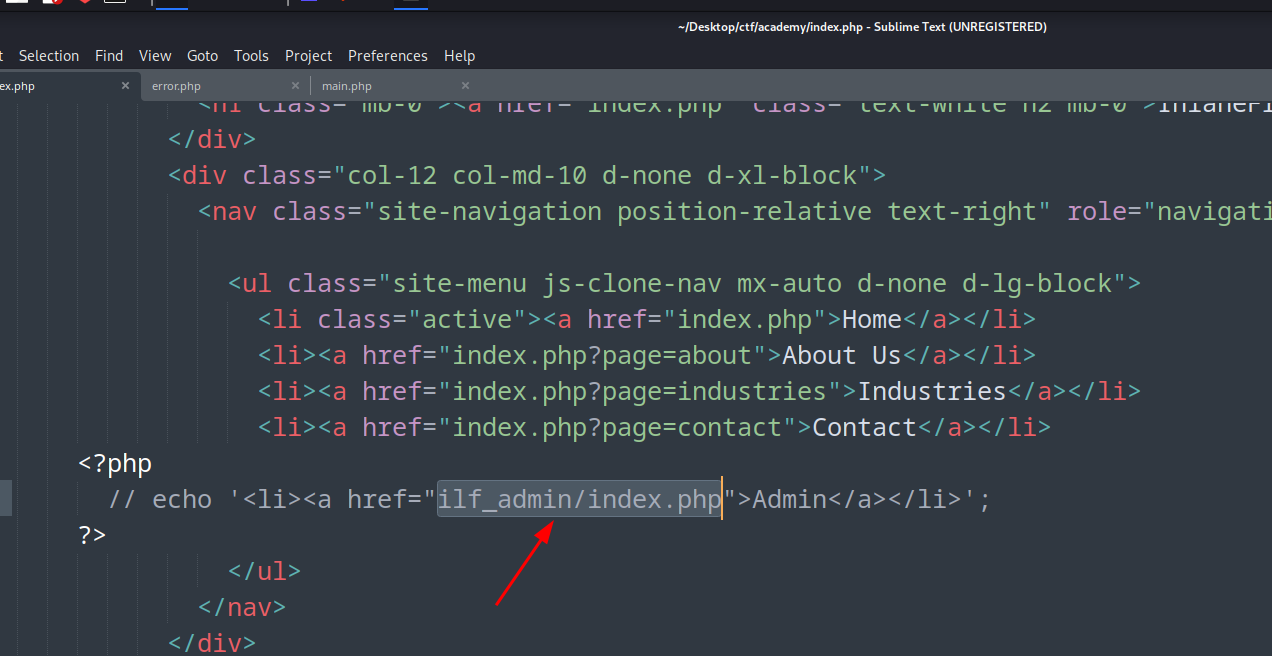 ~/Desktop/ctf/academy/index.php - Sublime Text (UNREGISTERED)
t Selection Find View Goto Tools Project Preferences Help
ex.php × error.php × main.php ×
class="mb-0"><a href="index.php" class="text-white h2 mb-0">InlaneFi
</div>
<div class="col-12 col-md-10 d-none d-xl-block">
<nav class="site-navigation position-relative text-right" role="navigati
<ul class="site-menu js-clone-nav mx-auto d-none d-lg-block">
<li class="active"><a href="index.php">Home</a></li>
<li><a href="index.php?page=about">About Us</a></li>
<li><a href="index.php?page=industries">Industries</a></li>
<li><a href="index.php?page=contact">Contact</a></li>
<?php
// echo '<li><a href="ilf_admin/index.php">Admin</a></li>';
?>
</ul>
</nav>
</div>